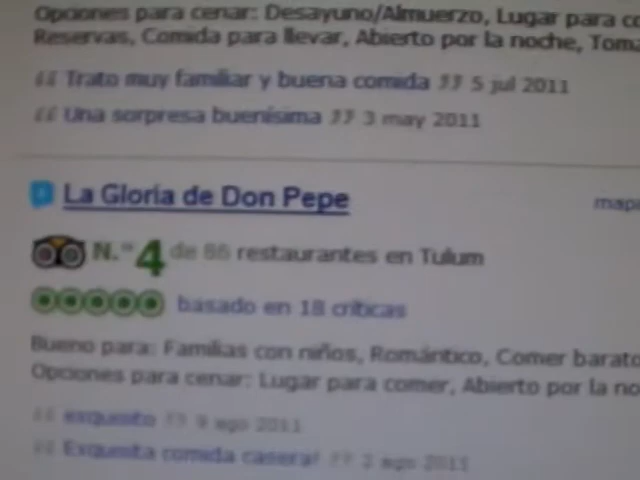 Opciones para cenar: Desayuno/Almuerzo, Lugar para co
Reservas, Comida para llevar, Abierto por la noche, Toma
“ Trato muy familiar y buena comida ” 5 jul 2011
“ Una sorpresa buenísima ” 3 may 2011
La Gloria de Don Pepe
mapa
N.º 4 de 86 restaurantes en Tulum
basado en 18 críticas
Bueno para: Familias con niños, Romántico, Comer barato
Opciones para cenar: Lugar para comer, Abierto por la no
“ exquisito ” 9 ago 2011
“ Exquisita comida casera! ” 2 ago 2011